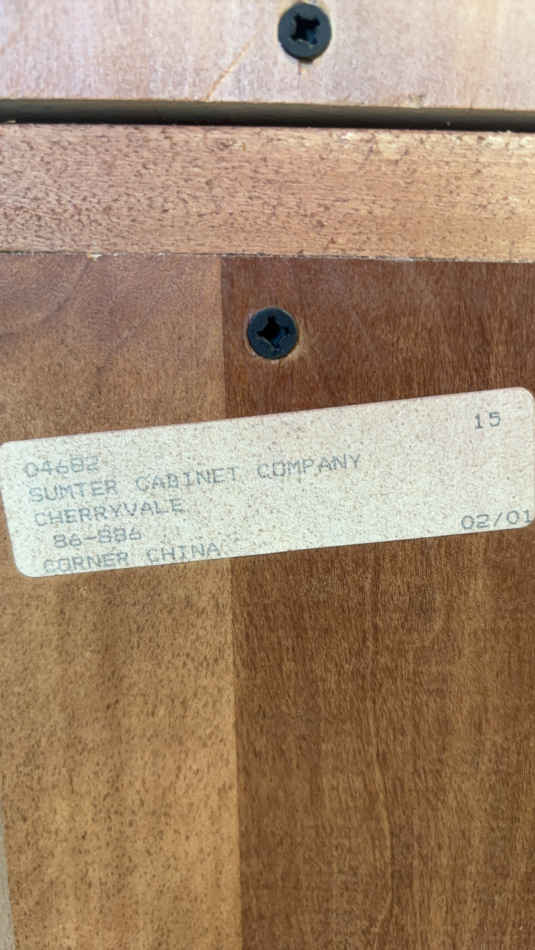 04682 15
SUMTER CABINET COMPANY
CHERRYVALE
86-886 02/01
CORNER CHINA